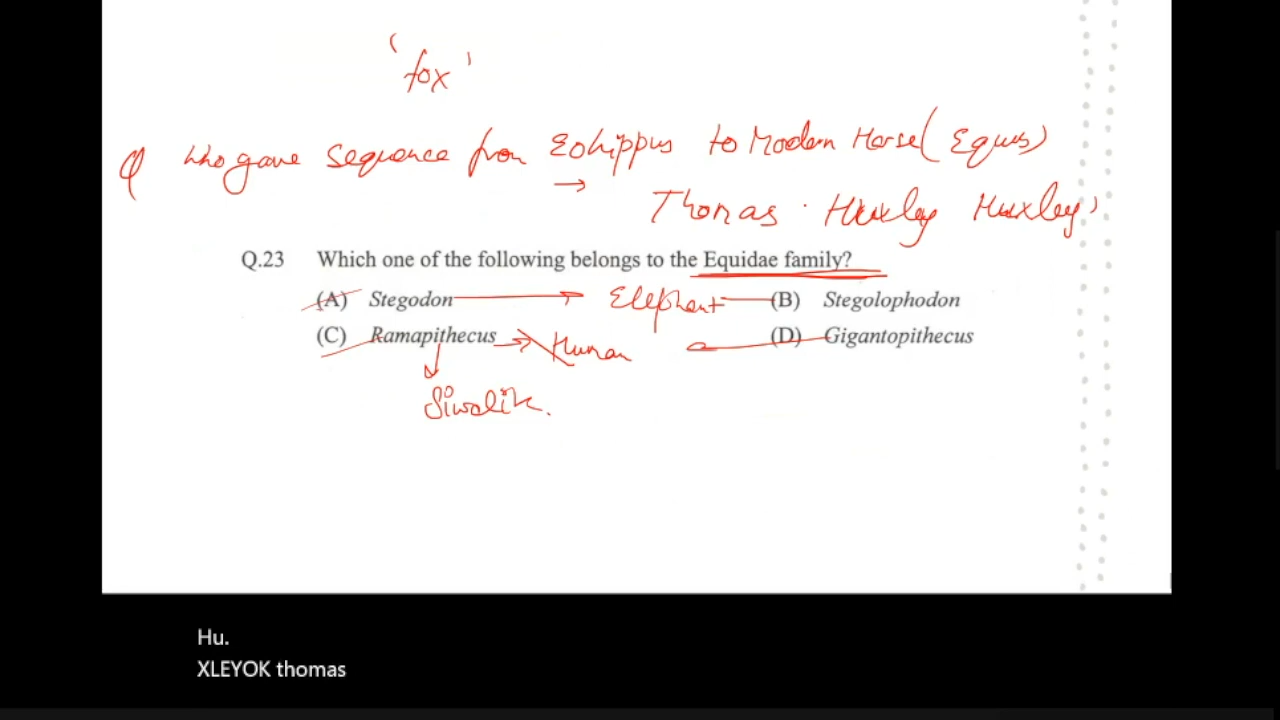 'fox'
Q who gave sequence from Eohippus to Modern Horse (Equus)
→ Thomas Huxley Huxley,
Q.23 Which one of the following belongs to the Equidae family?
(A) Stegodon → Elephant (B) Stegolophodon
(C) Ramapithecus → Human (D) Gigantopithecus
Siwalik.
Hu.
XLEYOK thomas